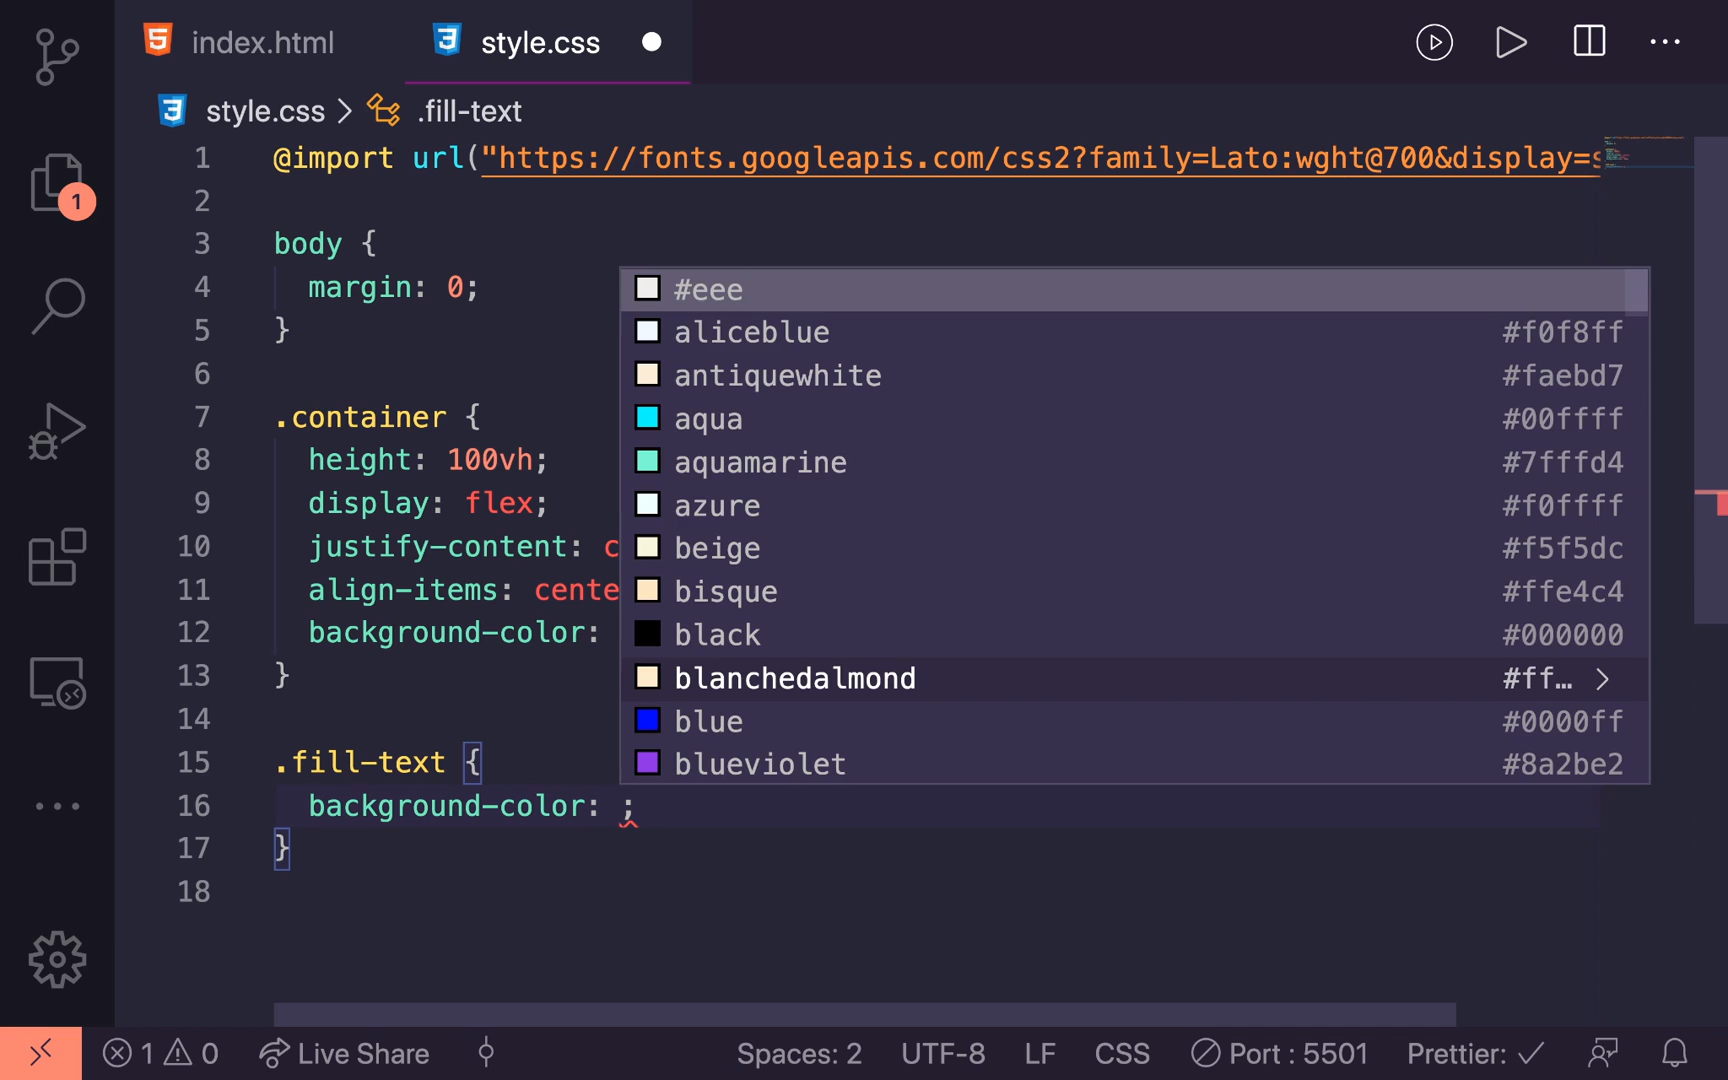 index.html
style.css
style.css > .fill-text
1
1 @import url("https://fonts.googleapis.com/css2?family=Lato:wght@700&display=s
2
3 body {
4 margin: 0;
5 }
6
7 .container {
8 height: 100vh;
9 display: flex;
10 justify-content: c
11 align-items: cente
12 background-color:
13 }
14
15 .fill-text {
16 background-color: ;
17 }
18
#eee
aliceblue #f0f8ff
antiquewhite #faebd7
aqua #00ffff
aquamarine #7fffd4
azure #f0ffff
beige #f5f5dc
bisque #ffe4c4
black #000000
blanchedalmond #ff… >
blue #0000ff
blueviolet #8a2be2
1 0 Live Share Spaces: 2 UTF-8 LF CSS Port : 5501 Prettier: ✓